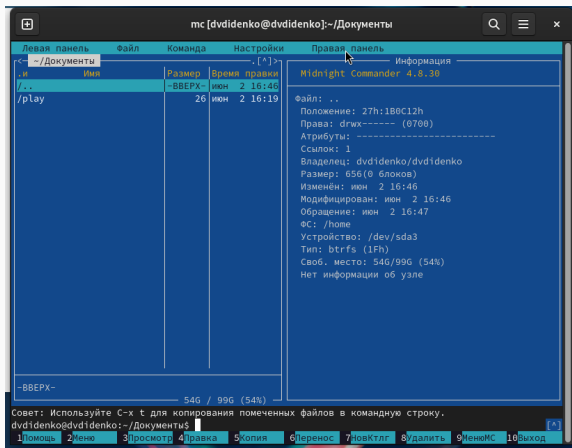 mc [dvdidenko@dvdidenko]:~/Документы
Левая панель Файл Команда Настройки Правая панель
<— ~/Документы .[^]>
.и Имя Размер Время правки
/.. -ВВЕРХ- июн 2 16:46
/play 26 июн 2 16:19
-ВВЕРХ-
54G / 99G (54%)
Информация
Midnight Commander 4.8.30
Файл: ..
Положение: 27h:1B0C12h
Права: drwx------ (0700)
Атрибуты: ------------------------
Ссылок: 1
Владелец: dvdidenko/dvdidenko
Размер: 656(0 блоков)
Изменён: июн 2 16:46
Модифицирован: июн 2 16:46
Обращение: июн 2 16:47
ФС: /home
Устройство: /dev/sda3
Тип: btrfs (1Fh)
Своб. место: 54G/99G (54%)
Нет информации об узле
Совет: Используйте C-x t для копирования помеченных файлов в командную строку.
dvdidenko@dvdidenko:~/Документы$ [^]
1Помощь 2Меню 3Просмотр 4Правка 5Копия 6Перенос 7НовКтлг 8Удалить 9МенюMC 10Выход